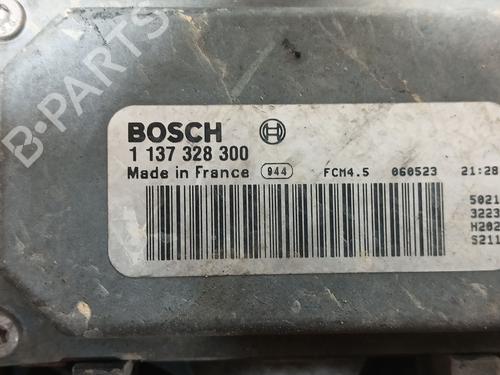 BOSCH
1 137 328 300
Made in France 944 FCM4.5 060523 21:28
5021
3223
H202
S211
B-PARTS